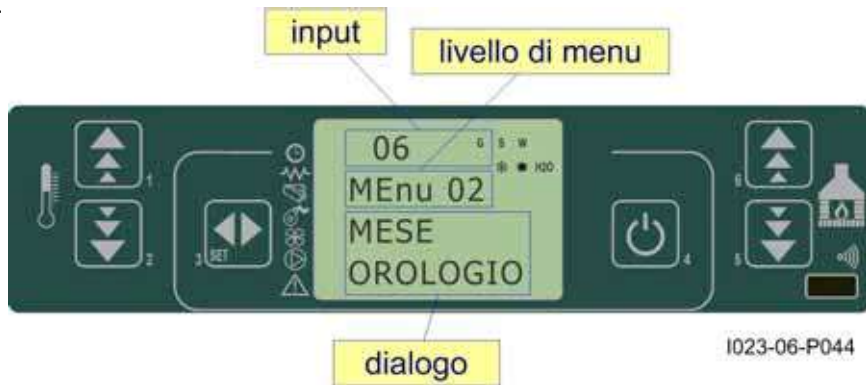 input
livello di menu
06
G S W
H2O
MEnu 02
MESE
OROLOGIO
1
2
3
SET
4
5
6
I023-06-P044
dialogo